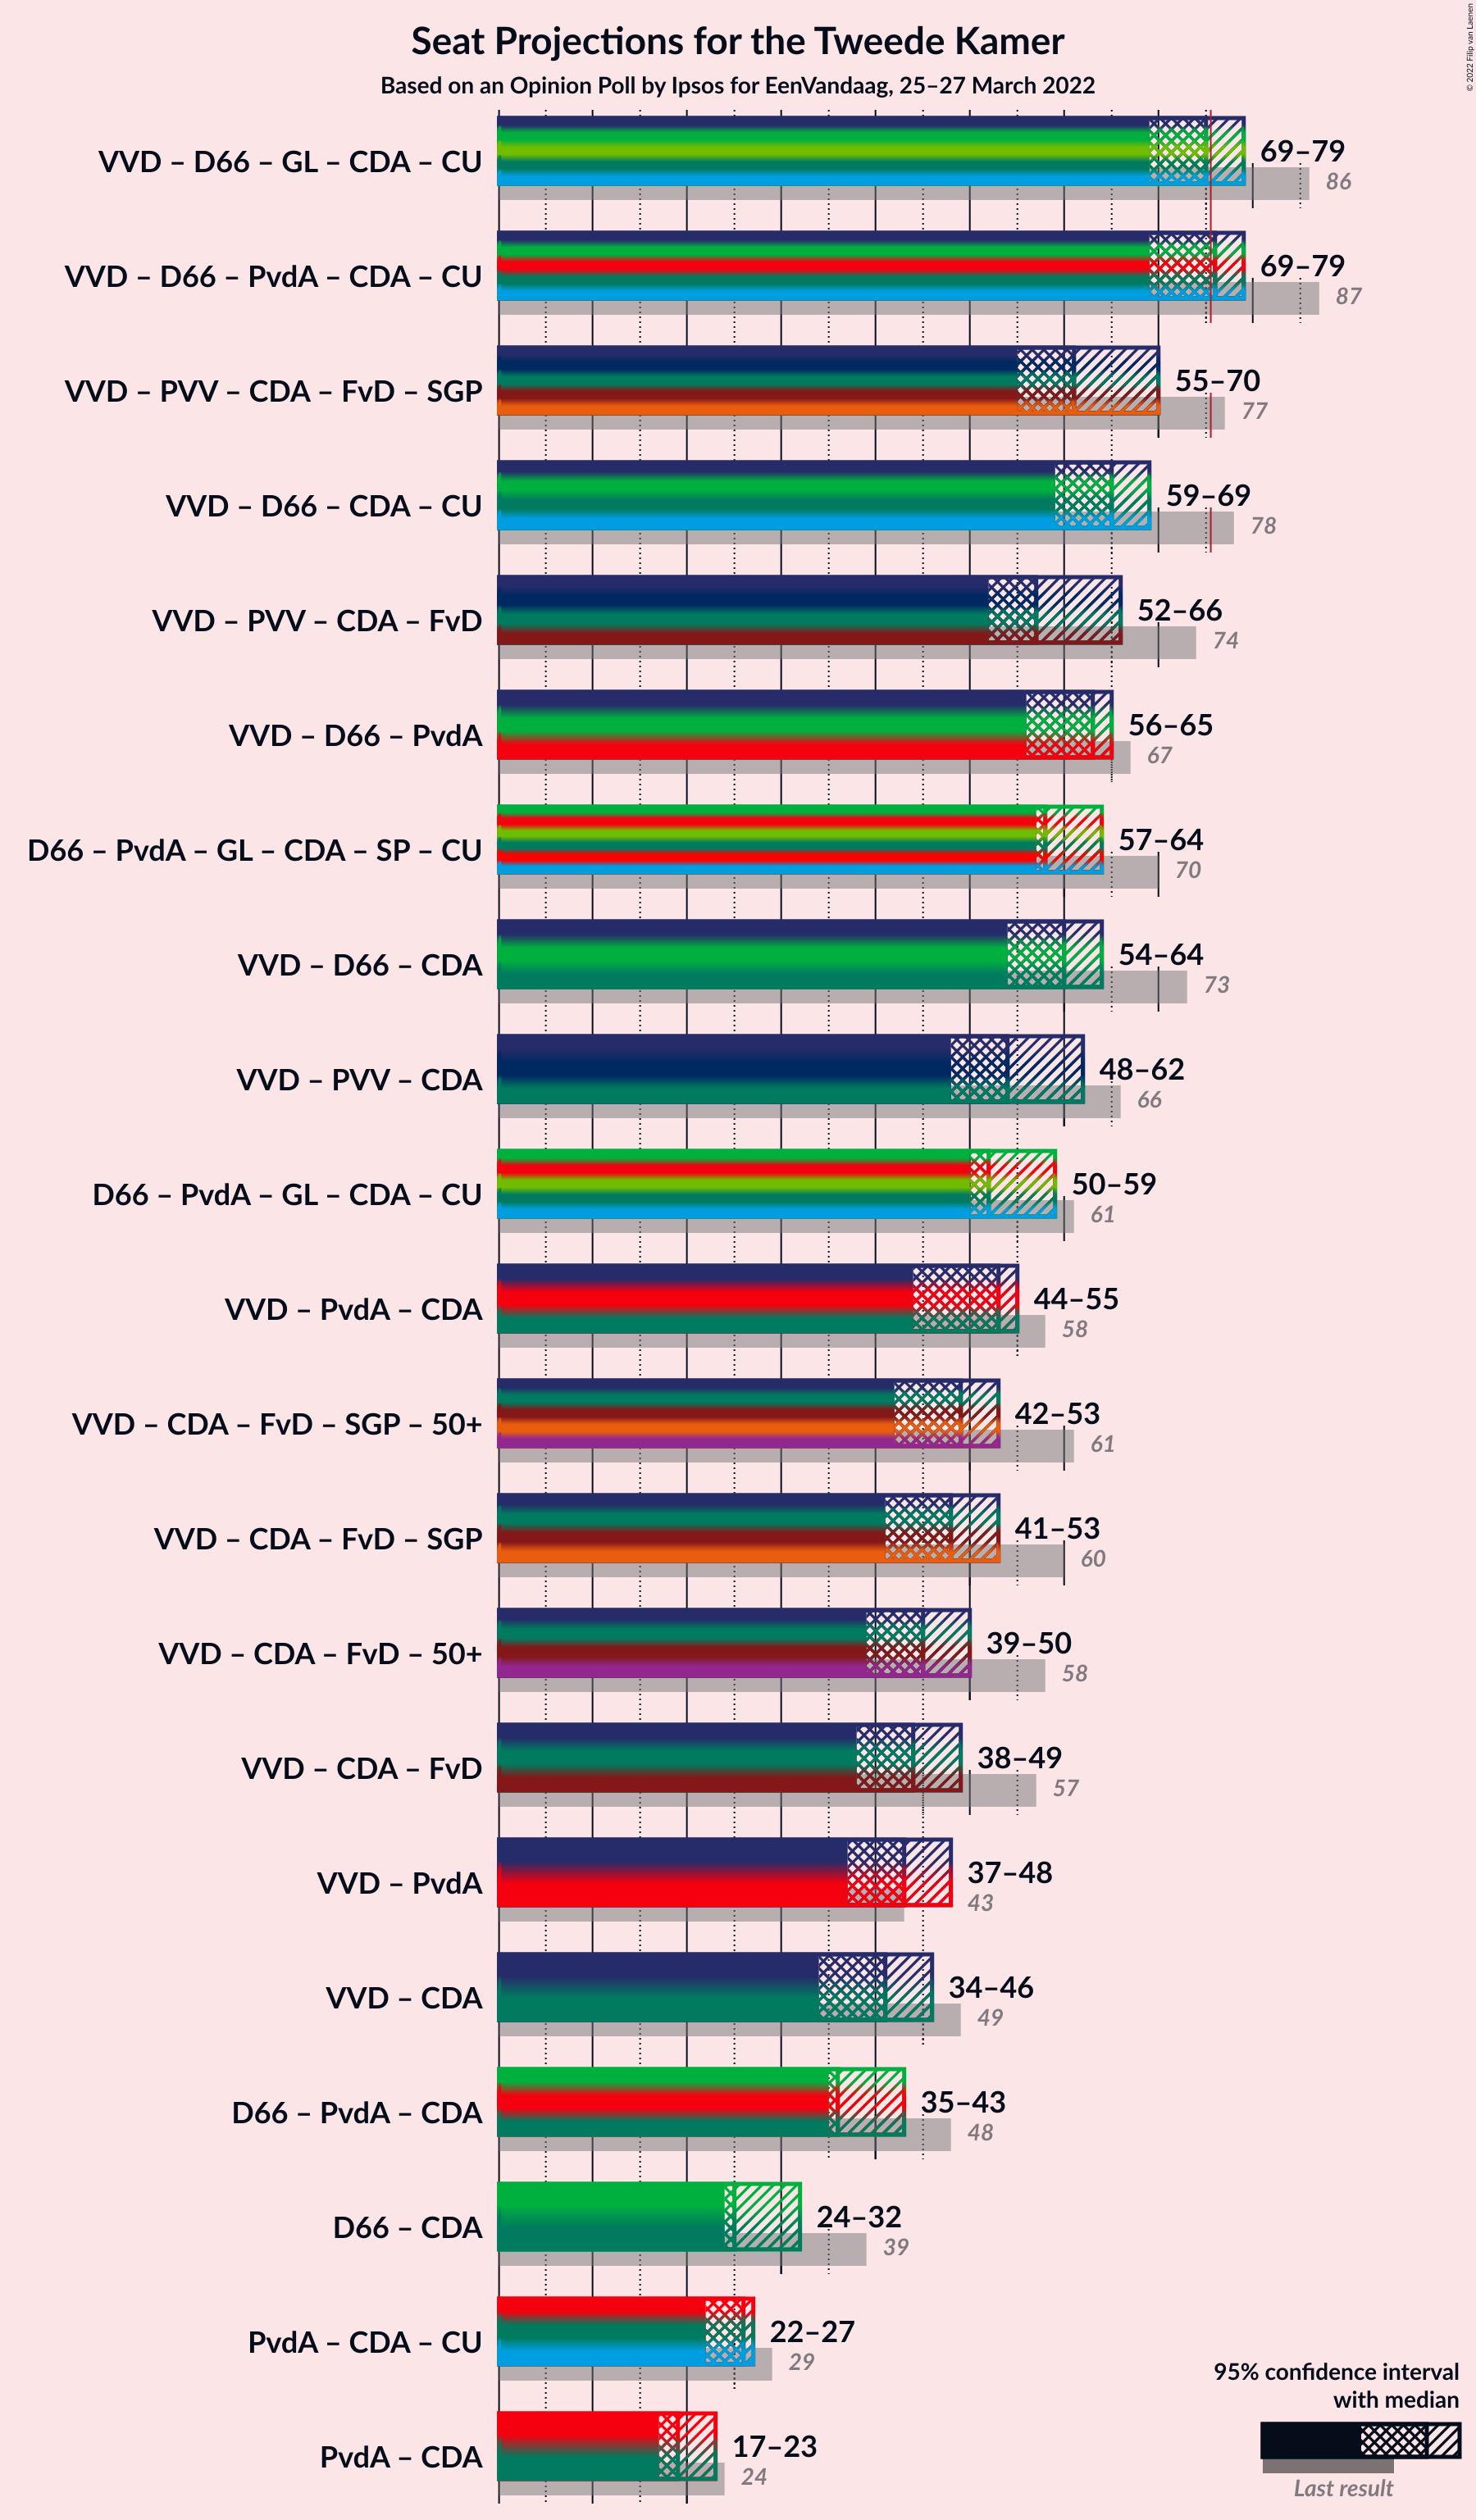 Seat Projections for the Tweede Kamer
Based on an Opinion Poll by Ipsos for EenVandaag, 25–27 March 2022
© 2022 Filip van Laenen
VVD – D66 – GL – CDA – CU
69–79
86
VVD – D66 – PvdA – CDA – CU
69–79
87
VVD – PVV – CDA – FvD – SGP
55–70
77
VVD – D66 – CDA – CU
59–69
78
VVD – PVV – CDA – FvD
52–66
74
VVD – D66 – PvdA
56–65
67
D66 – PvdA – GL – CDA – SP – CU
57–64
70
VVD – D66 – CDA
54–64
73
VVD – PVV – CDA
48–62
66
D66 – PvdA – GL – CDA – CU
50–59
61
VVD – PvdA – CDA
44–55
58
VVD – CDA – FvD – SGP – 50+
42–53
61
VVD – CDA – FvD – SGP
41–53
60
VVD – CDA – FvD – 50+
39–50
58
VVD – CDA – FvD
38–49
57
VVD – PvdA
37–48
43
VVD – CDA
34–46
49
D66 – PvdA – CDA
35–43
48
D66 – CDA
24–32
39
PvdA – CDA – CU
22–27
29
PvdA – CDA
17–23
24
95% confidence interval
with median
Last result